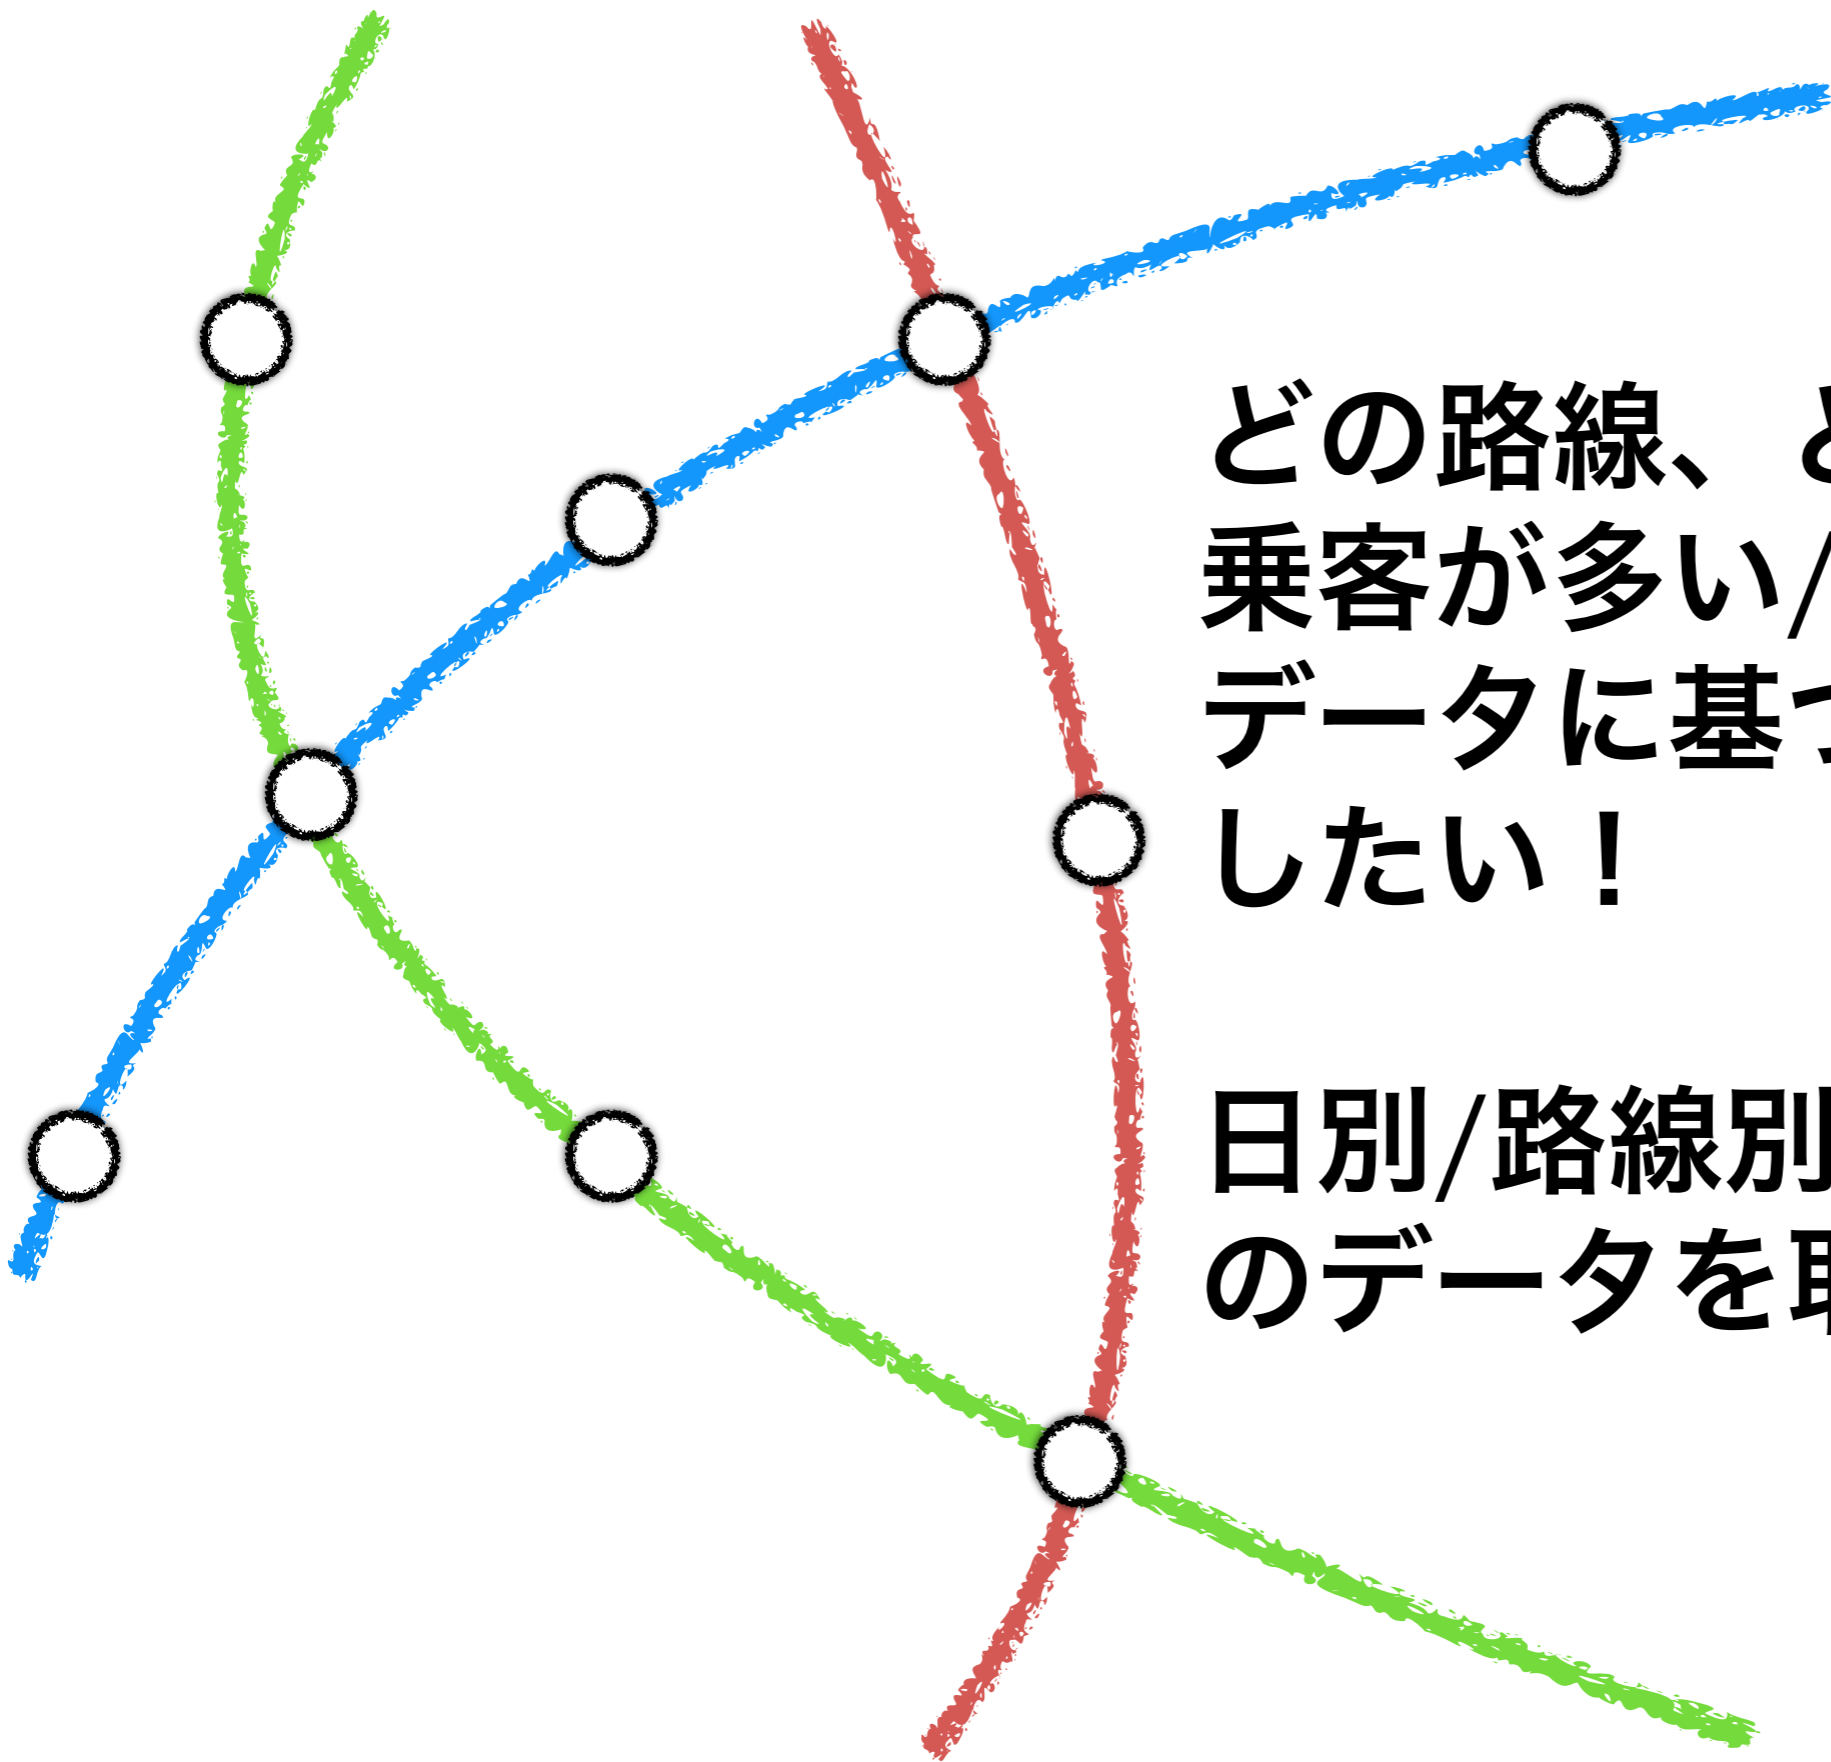 どの路線、
乗客が多い/
データに基づ
したい！
日別/路線別
のデータを